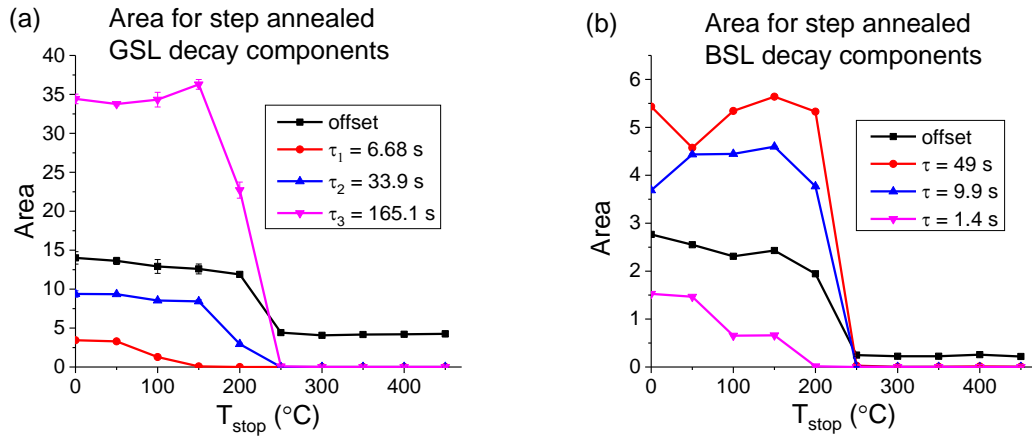 (a)
Area for step annealed
GSL decay components
Area
40
35
30
25
20
15
10
5
0
0
100
200
300
400
T_stop (°C)
offset
τ₁ = 6.68 s
τ₂ = 33.9 s
τ₃ = 165.1 s
(b)
Area for step annealed
BSL decay components
Area
6
5
4
3
2
1
0
0
100
200
300
400
T_stop (°C)
offset
τ = 49 s
τ = 9.9 s
τ = 1.4 s